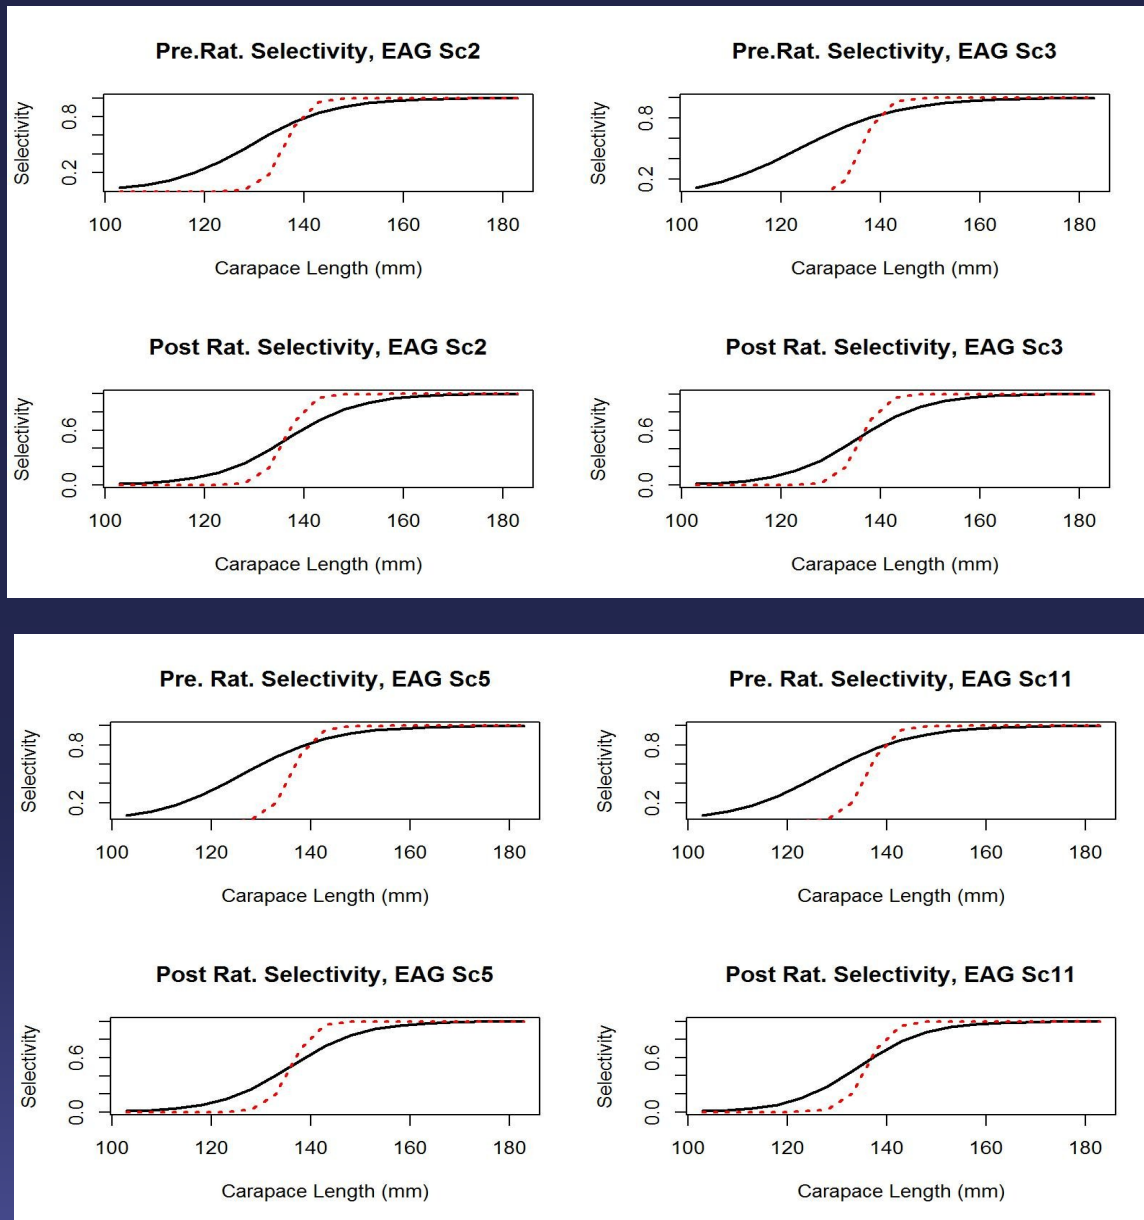 Pre.Rat. Selectivity, EAG Sc2
Selectivity
0.8
0.2
100 120 140 160 180
Carapace Length (mm)
Pre.Rat. Selectivity, EAG Sc3
Selectivity
0.8
0.2
100 120 140 160 180
Carapace Length (mm)
Post Rat. Selectivity, EAG Sc2
Selectivity
0.6
0.0
100 120 140 160 180
Carapace Length (mm)
Post Rat. Selectivity, EAG Sc3
Selectivity
0.6
0.0
100 120 140 160 180
Carapace Length (mm)
Pre. Rat. Selectivity, EAG Sc5
Selectivity
0.8
0.2
100 120 140 160 180
Carapace Length (mm)
Pre. Rat. Selectivity, EAG Sc11
Selectivity
0.8
0.2
100 120 140 160 180
Carapace Length (mm)
Post Rat. Selectivity, EAG Sc5
Selectivity
0.6
0.0
100 120 140 160 180
Carapace Length (mm)
Post Rat. Selectivity, EAG Sc11
Selectivity
0.6
0.0
100 120 140 160 180
Carapace Length (mm)